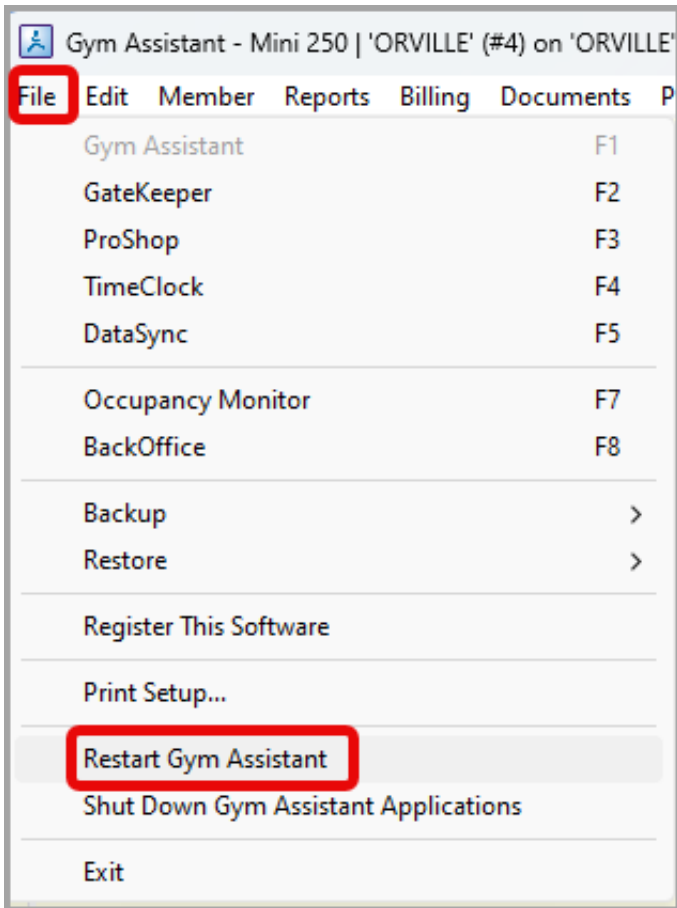 Gym Assistant - Mini 250 | 'ORVILLE' (#4) on 'ORVILLE'
File Edit Member Reports Billing Documents P
Gym Assistant F1
GateKeeper F2
ProShop F3
TimeClock F4
DataSync F5
Occupancy Monitor F7
BackOffice F8
Backup
Restore
Register This Software
Print Setup...
Restart Gym Assistant
Shut Down Gym Assistant Applications
Exit